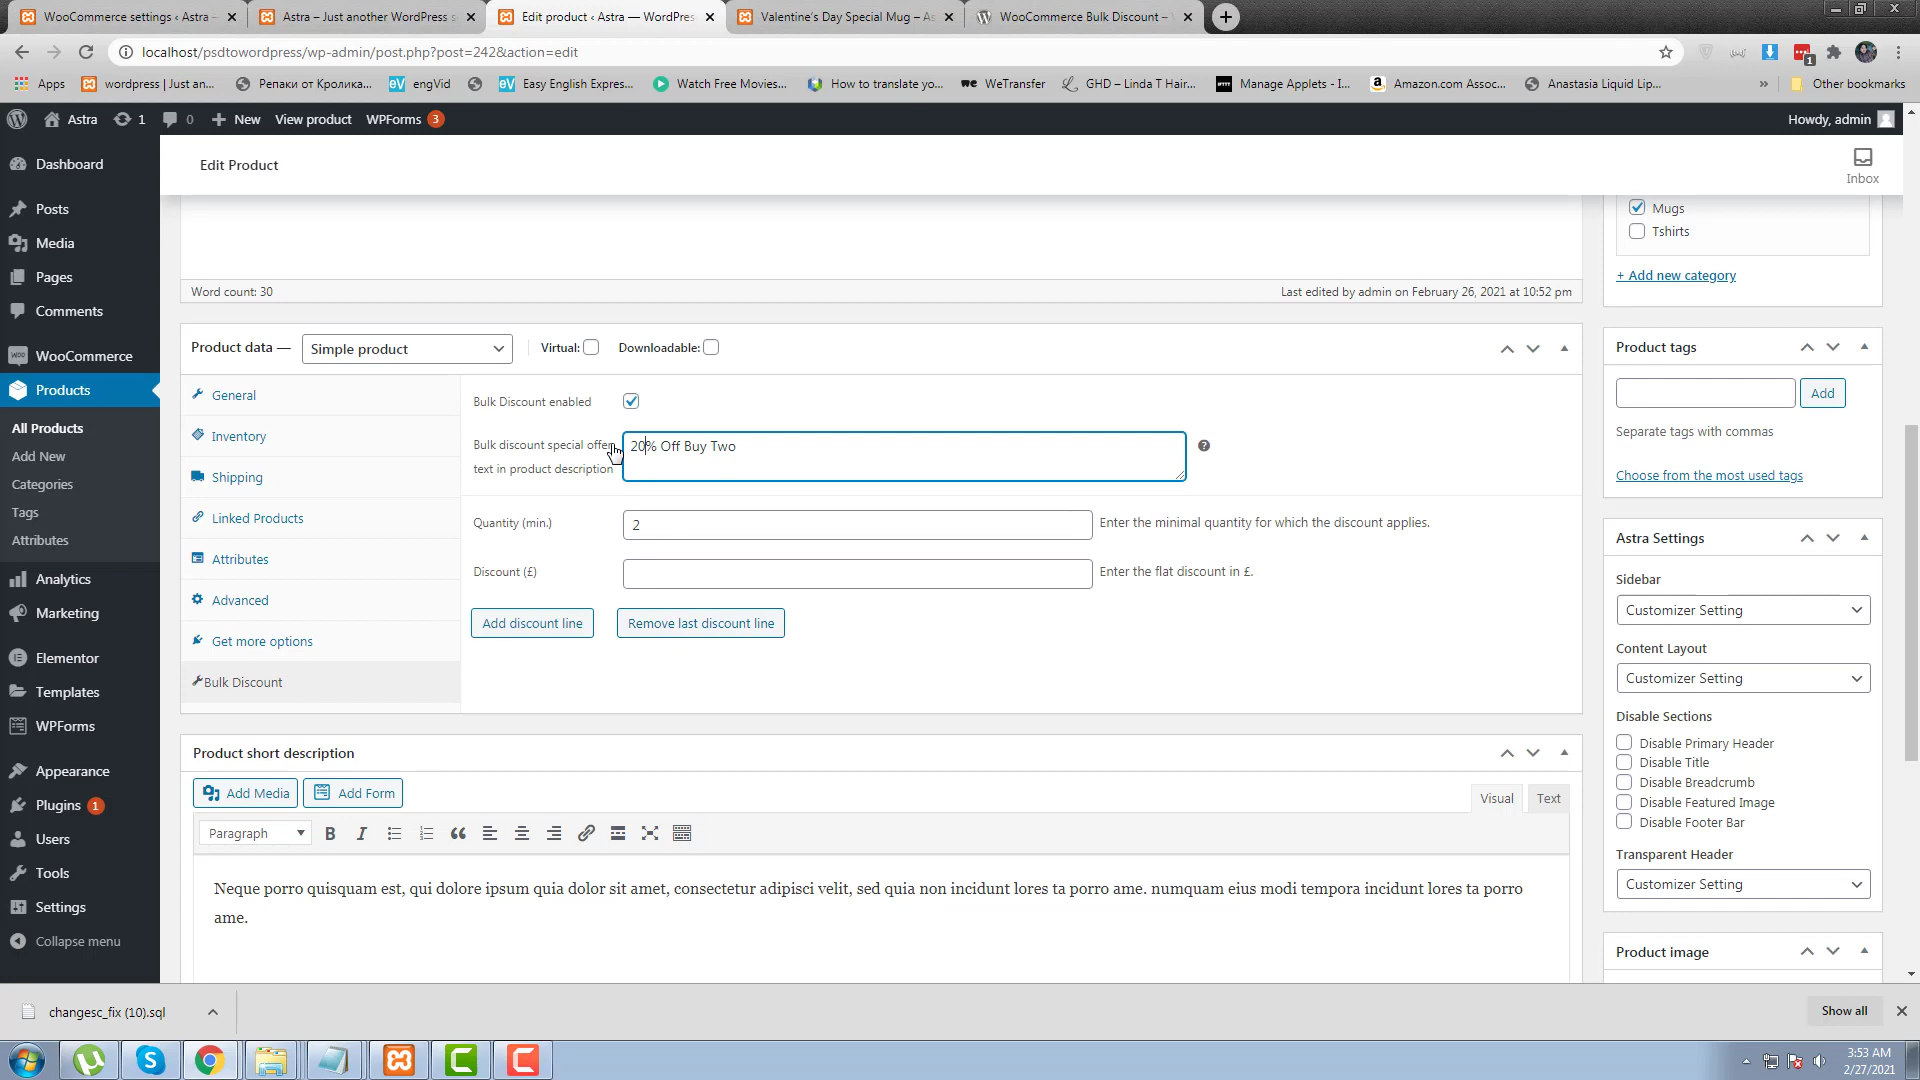 WooCommerce settings ‹ Astra –
Astra – Just another WordPress s
Edit product ‹ Astra — WordPres
Valentine's Day Special Mug – As
WooCommerce Bulk Discount –
localhost/psdtowordpress/wp-admin/post.php?post=242&action=edit
Apps
wordpress | Just an...
Репаки от Кролика...
engVid
Easy English Expres...
Watch Free Movies...
How to translate yo...
WeTransfer
GHD – Linda T Hair...
Manage Applets - I...
Amazon.com Assoc...
Anastasia Liquid Lip...
»
Other bookmarks
Astra
1
0
New
View product
WPForms 3
Howdy, admin
Edit Product
Inbox
Dashboard
Posts
Media
Pages
Comments
WooCommerce
Products
All Products
Add New
Categories
Tags
Attributes
Analytics
Marketing
Elementor
Templates
WPForms
Appearance
Plugins 1
Users
Tools
Settings
Collapse menu
Word count: 30
Last edited by admin on February 26, 2021 at 10:52 pm
Product data —
Simple product
Virtual:
Downloadable:
General
Inventory
Shipping
Linked Products
Attributes
Advanced
Get more options
Bulk Discount
Bulk Discount enabled
Bulk discount special offer
text in product description
20% Off Buy Two
Quantity (min.)
2
Enter the minimal quantity for which the discount applies.
Discount (£)
Enter the flat discount in £.
Add discount line
Remove last discount line
Product short description
Add Media
Add Form
Visual
Text
Paragraph
Neque porro quisquam est, qui dolore ipsum quia dolor sit amet, consectetur adipisci velit, sed quia non incidunt lores ta porro ame. numquam eius modi tempora incidunt lores ta porro
ame.
Mugs
Tshirts
+ Add new category
Product tags
Add
Separate tags with commas
Choose from the most used tags
Astra Settings
Sidebar
Customizer Setting
Content Layout
Customizer Setting
Disable Sections
Disable Primary Header
Disable Title
Disable Breadcrumb
Disable Featured Image
Disable Footer Bar
Transparent Header
Customizer Setting
Product image
changesc_fix (10).sql
Show all
3:53 AM
2/27/2021